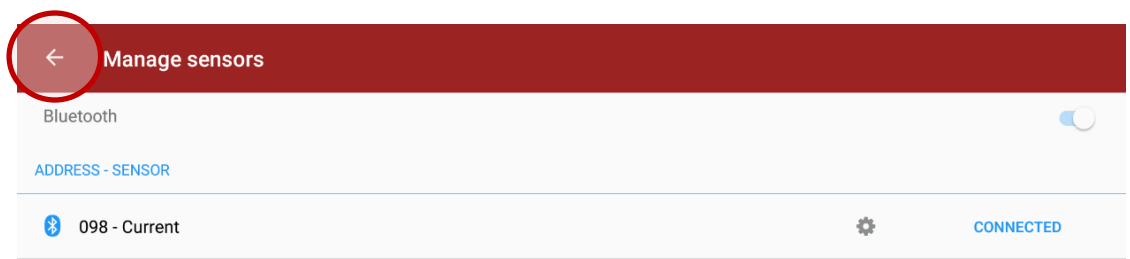 Manage sensors
Bluetooth
ADDRESS - SENSOR
098 - Current CONNECTED